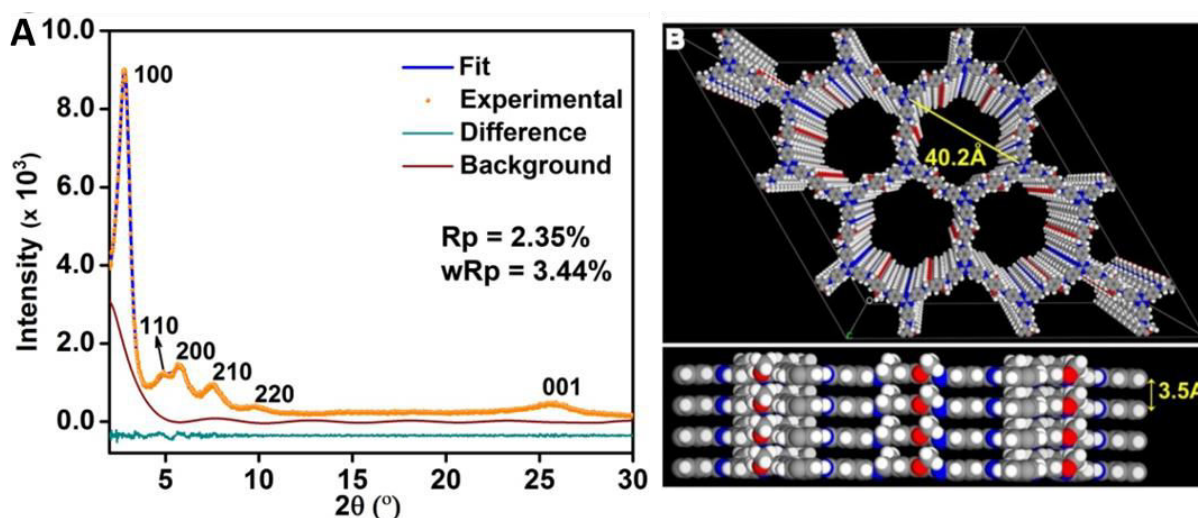 A
Intensity (x 10³)
10.0
8.0
6.0
4.0
2.0
0.0
100
110
200
210
220
001
Fit
Experimental
Difference
Background
Rp = 2.35%
wRp = 3.44%
5
10
15
20
25
30
2θ (°)
B
40.2Å
3.5A